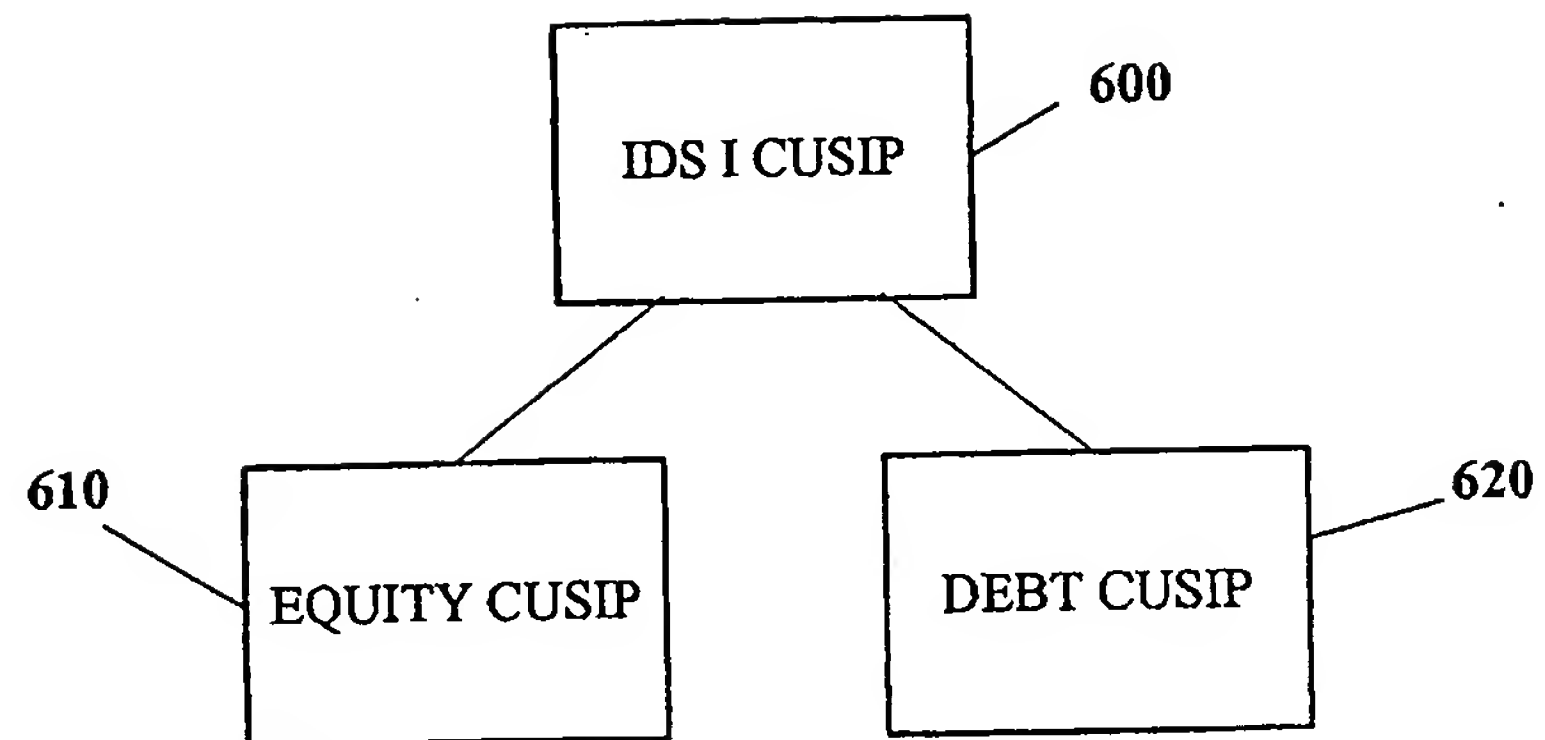 600
IDS I CUSIP
610
620
EQUITY CUSIP
DEBT CUSIP